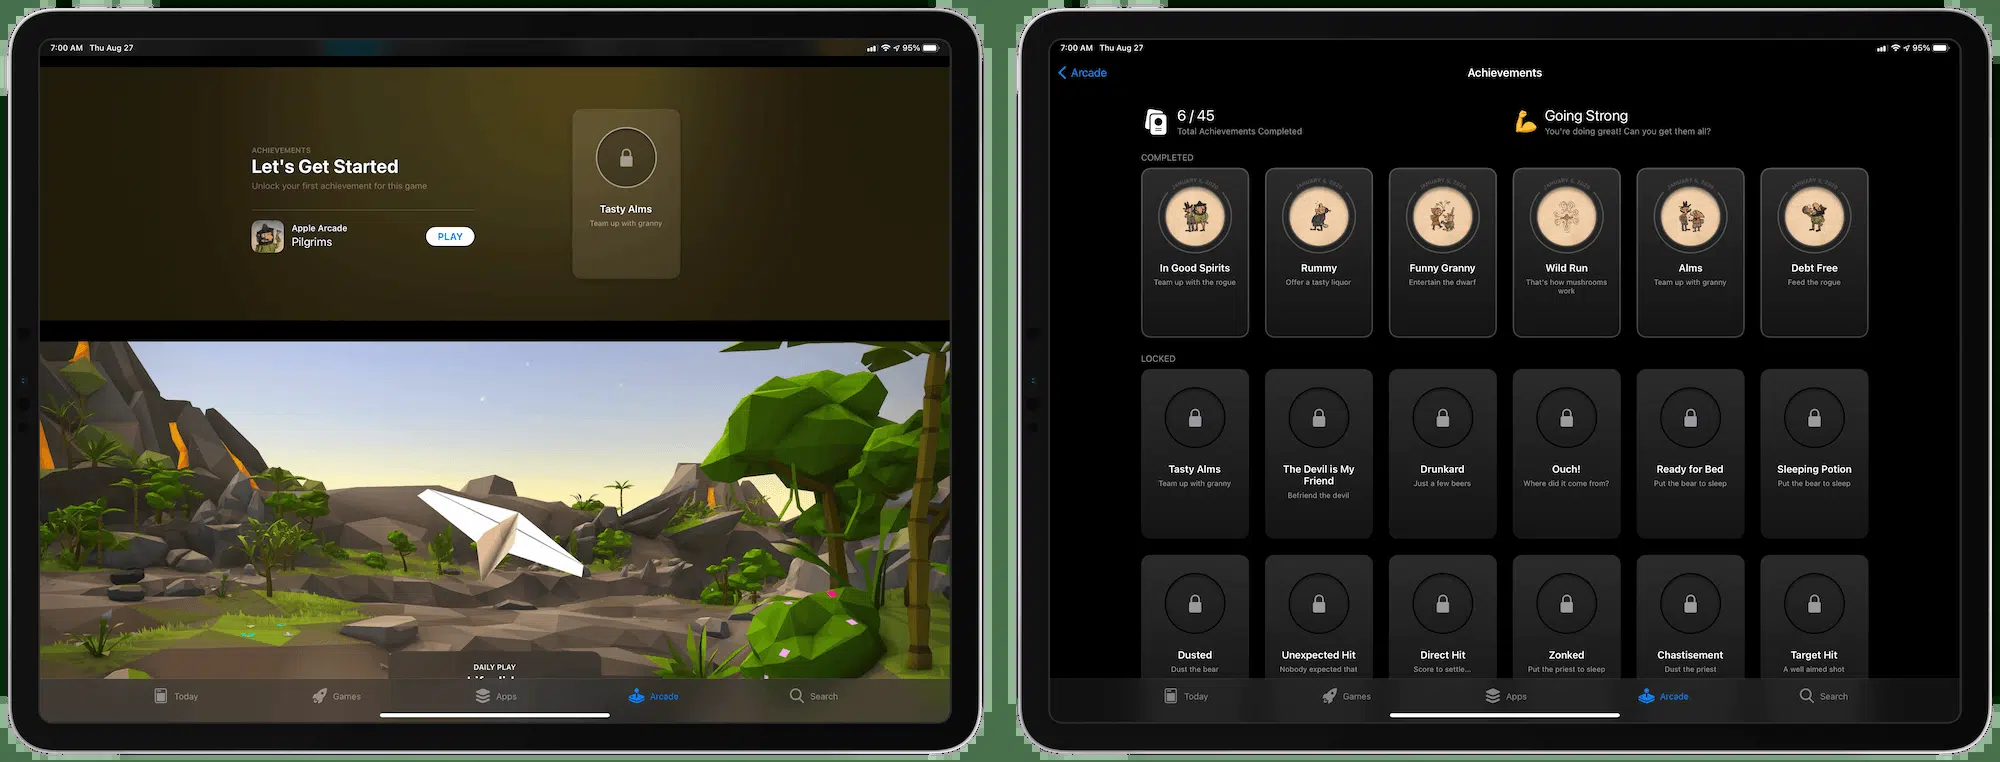 7:00 AM Thu Aug 27
95%
ACHIEVEMENTS
Let's Get Started
Unlock your first achievement for this game
Apple Arcade
Pilgrims
PLAY
Tasty Alms
Team up with granny
DAILY PLAY
Today
Games
Apps
Arcade
Search
7:00 AM Thu Aug 27
95%
Arcade
Achievements
6 / 45
Total Achievements Completed
Going Strong
You're doing great! Can you get them all?
COMPLETED
In Good Spirits
Team up with the rogue
Rummy
Offer a tasty liquor
Funny Granny
Entertain the dwarf
Wild Run
That's how mushrooms
work
Alms
Team up with granny
Debt Free
Feed the rogue
LOCKED
Tasty Alms
Team up with granny
The Devil is My
Friend
Befriend the devil
Drunkard
Just a few beers
Ouch!
Where did it come from?
Ready for Bed
Put the bear to sleep
Sleeping Potion
Put the bear to sleep
Dusted
Dust the bear
Unexpected Hit
Nobody expected that
Direct Hit
Score to settle...
Zonked
Put the priest to sleep
Chastisement
Dust the priest
Target Hit
A well aimed shot
Today
Games
Apps
Arcade
Search